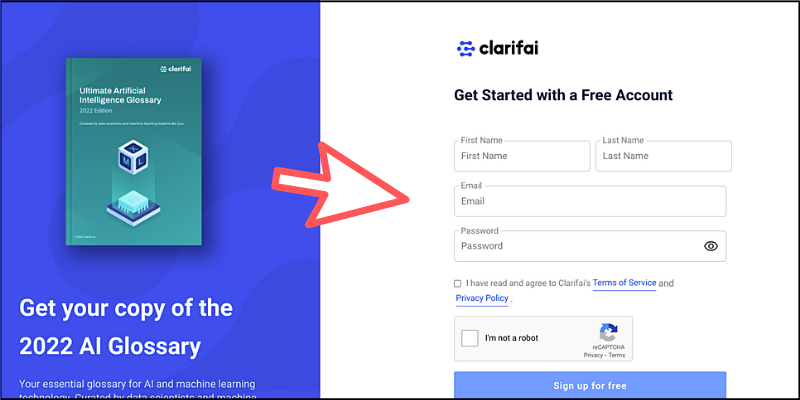 clarifai
Ultimate Artificial
Intelligence Glossary
2022 Edition
Curated by data scientists and machine learning experts like you.
M L
Get your copy of the
2022 AI Glossary
Your essential glossary for AI and machine learning
technology. Curated by data scientists and machine
clarifai
Get Started with a Free Account
First Name
First Name
Last Name
Last Name
Email
Email
Password
Password
I have read and agree to Clarifai's Terms of Service and
Privacy Policy .
I'm not a robot
reCAPTCHA
Privacy - Terms
Sign up for free